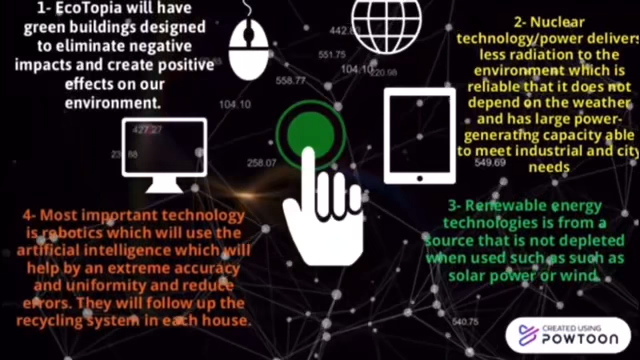 1- EcoTopia will have
green buildings designed
to eliminate negative
impacts and create positive
effects on our
environment.
2- Nuclear
technology/power delivers
less radiation to the
environment which is
reliable that it does not
depend on the weather
and has large power-
generating capacity able
to meet industrial and city
needs
3- Renewable energy
technologies is from a
source that is not depleted
when used such as such as
solar power or wind.
4- Most important technology
is robotics which will use the
artificial intelligence which will
help by an extreme accuracy
and uniformity and reduce
errors. They will follow up the
recycling system in each house.
442.
551.75
558.77
104.10
220.98
104.10
427.27
258.07
549.69
540.75
CREATED USING
POWTOON